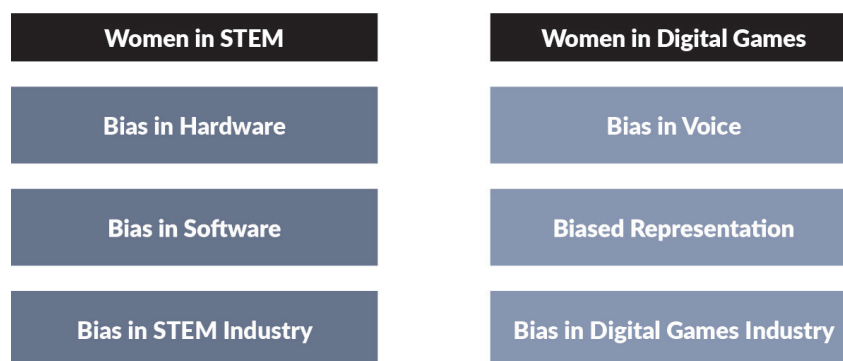 Women in STEM
Bias in Hardware
Bias in Software
Bias in STEM Industry
Women in Digital Games
Bias in Voice
Biased Representation
Bias in Digital Games Industry